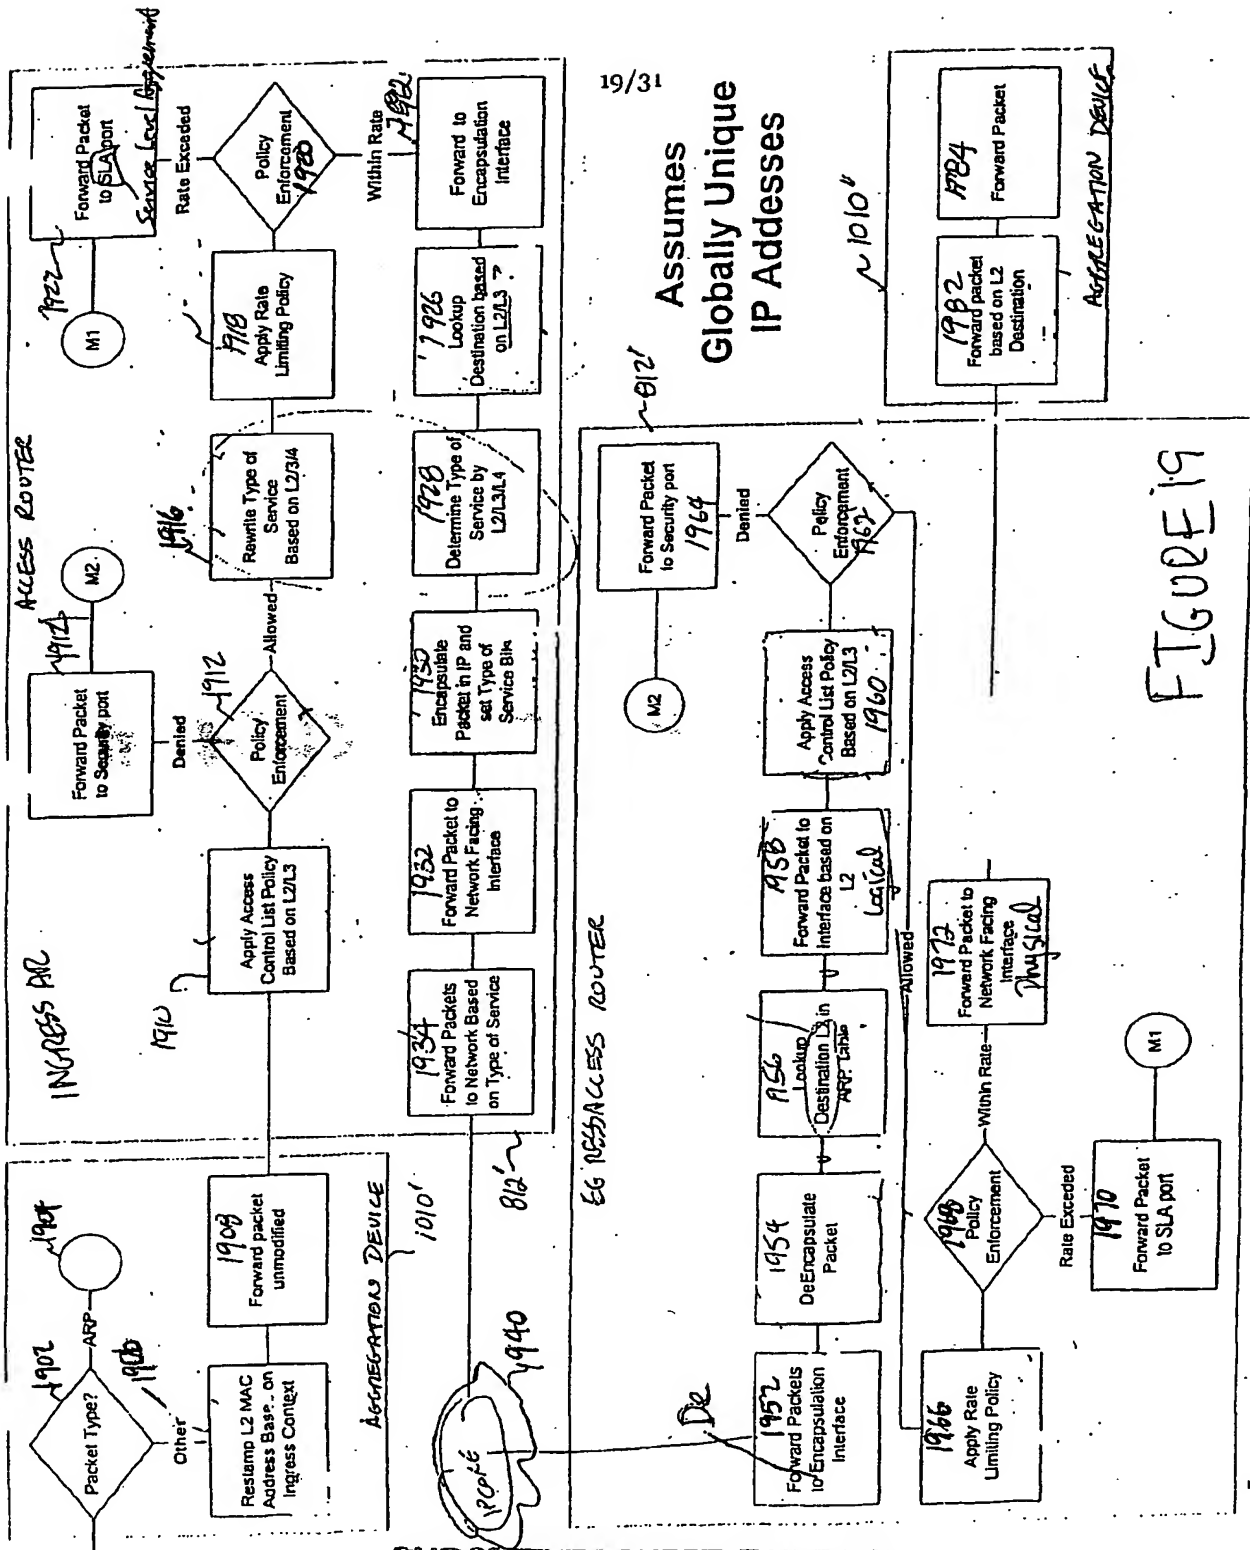 19/31
Assumes
Globally Unique
IP Addesses
FIGURE 19
AGGREGATION DEVICE
1010'
1902
Packet Type?
ARP
1904
Other
1906
Restamp L2 MAC
Address Base.. on
Ingress Context
1908
Forward packet
unmodified
INGRESS AR
ACCESS ROUTER
812'
1910
Apply Access
Control List Policy
Based on L2/L3
1912
Policy
Enforcement
Denied
Forward Packet
to Security port
M2
Allowed
1916
Rewrite Type of
Service
Based on L2/3/4
1918
Apply Rate
Limiting Policy
Policy
Enforcement
1920
Rate Exceded
Forward Packet
to SLA port
Service Level Agreement
1922
M1
Within Rate
Forward to
Encapsulation
Interface
1926
Lookup
Destination based
on L2/L3 ?
1928
Determine Type of
Service by
L2/L3/L4
1930
Encapsulate
Packet in IP and
set Type of
Service Bits
1932
Forward Packet to
Network Facing
Interface
1934
Forward Packets
to Network Based
on Type of Service
IP CORE
1940
EGRESS ACCESS ROUTER
812'
De
1952
Forward Packets
to Encapsulation
Interface
1954
DeEncapsulate
Packet
1956
Lookup
Destination L2 in
ARP Table
1958
Forward Packet to
Interface based on
L2
Logical
Apply Access
Control List Policy
Based on L2/L3
1960
Policy
Enforcement
1962
Denied
Forward Packet
to Security port
1964
M2
Allowed
1966
Apply Rate
Limiting Policy
1968
Policy
Enforcement
Rate Exceded
1970
Forward Packet
to SLA port
M1
Within Rate
1972
Forward Packet to
Network Facing
Interface
Physical
1010"
1982
Forward packet
based on L2
Destination
1984
Forward Packet
AGGREGATION DEVICE